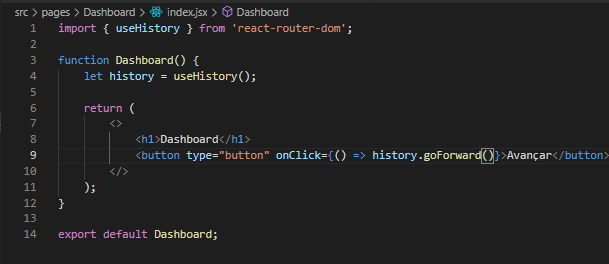 src > pages > Dashboard > index.jsx > Dashboard
1 import { useHistory } from 'react-router-dom';
2
3 function Dashboard() {
4 let history = useHistory();
5
6 return (
7 <>
8 <h1>Dashboard</h1>
9 <button type="button" onClick={() => history.goForward()}>Avançar</button>
10 </>
11 );
12 }
13
14 export default Dashboard;